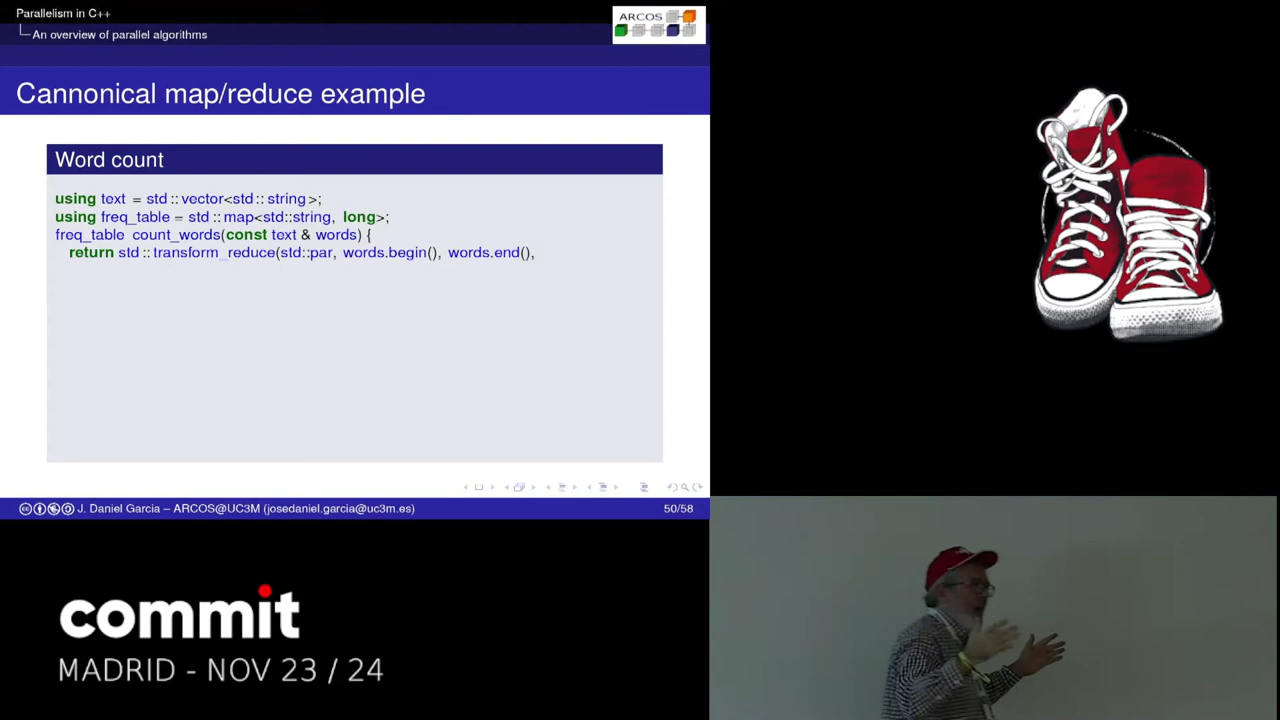 Parallelism in C++
An overview of parallel algorithms
ARCOS
Cannonical map/reduce example
Word count
using text = std::vector<std::string>;
using freq_table = std::map<std::string, long>;
freq_table count_words(const text & words) {
return std::transform_reduce(std::par, words.begin(), words.end(),
J. Daniel Garcia – ARCOS@UC3M (josedaniel.garcia@uc3m.es)
50/58
commit
MADRID - NOV 23 / 24